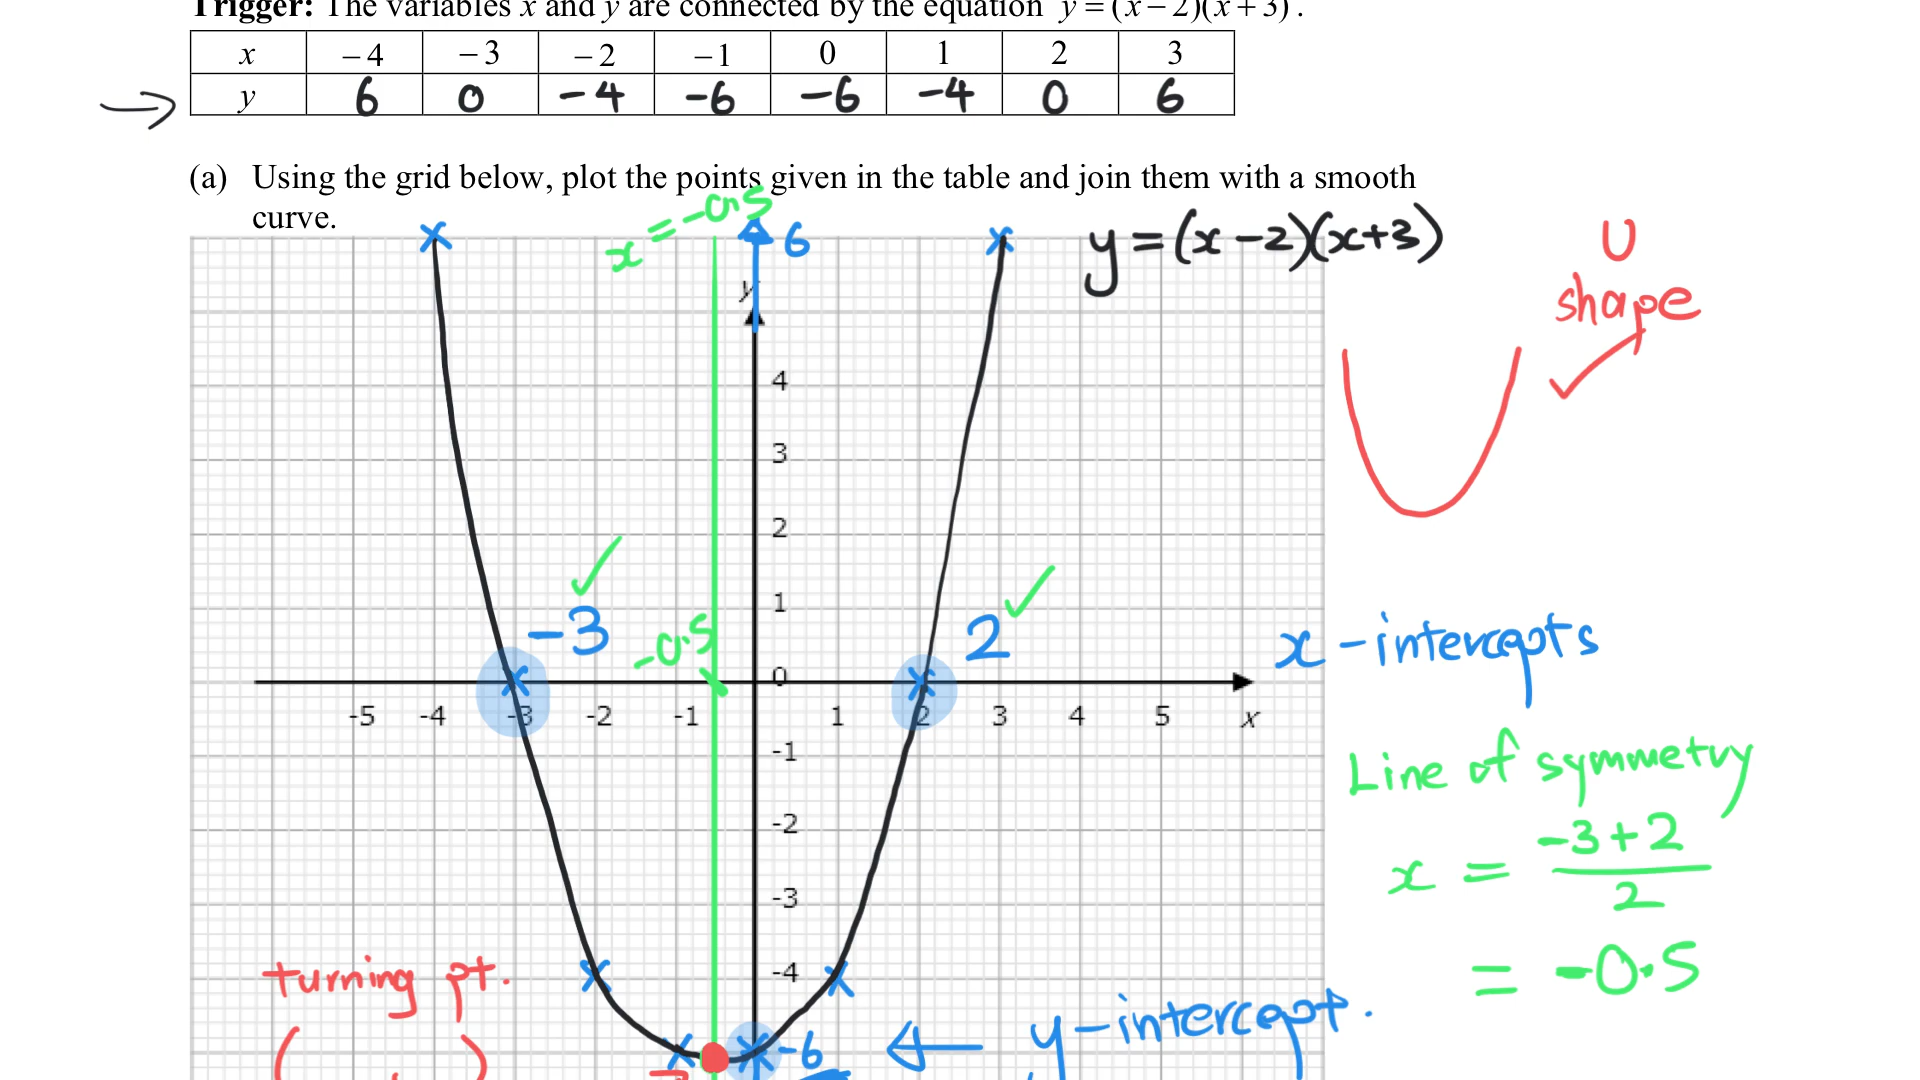 Trigger: The variables x and y are connected by the equation y = (x – 2)(x + 3).
x – 4 – 3 – 2 – 1 0 1 2 3
y 6 0 -4 -6 -6 -4 0 6
(a) Using the grid below, plot the points given in the table and join them with a smooth
curve.
x = -0.5
6
y = (x-2)(x+3)
U
shape
y
4
3
2
1
-3
-0.5
2
x-intercepts
0
-5 -4 -3 -2 -1 1 2 3 4 5 x
-1
Line of symmetry
-2
x = -3+2
2
-3
= -0.5
-4
turning pt.
y-intercept.
-6